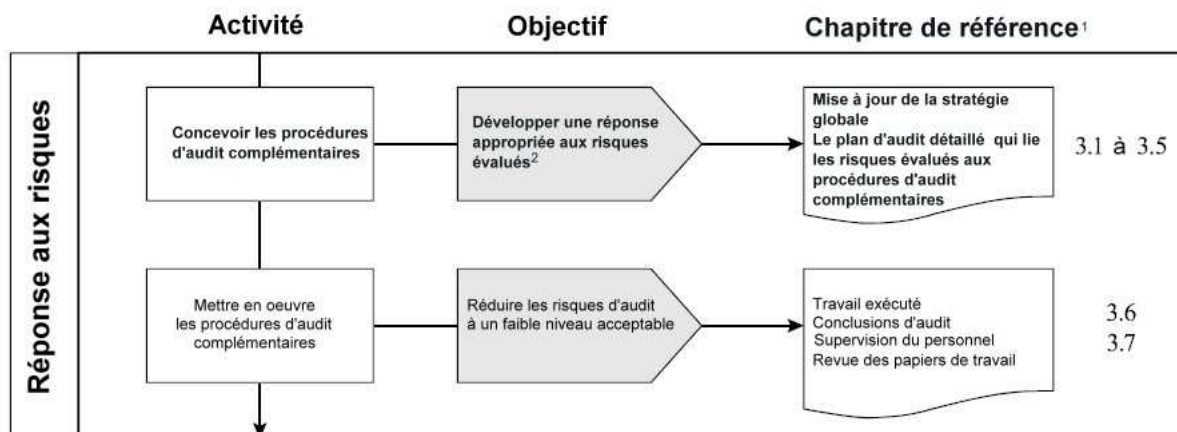 Activité
Objectif
Chapitre de référence¹
Réponse aux risques
Concevoir les procédures
d'audit complémentaires
Développer une réponse
appropriée aux risques
évalués²
Mise à jour de la stratégie
globale
Le plan d'audit détaillé qui lie
les risques évalués aux
procédures d'audit
complémentaires
3.1 à 3.5
Mettre en oeuvre
les procédures d'audit
complémentaires
Réduire les risques d'audit
à un faible niveau acceptable
Travail exécuté
Conclusions d'audit
Supervision du personnel
Revue des papiers de travail
3.6
3.7